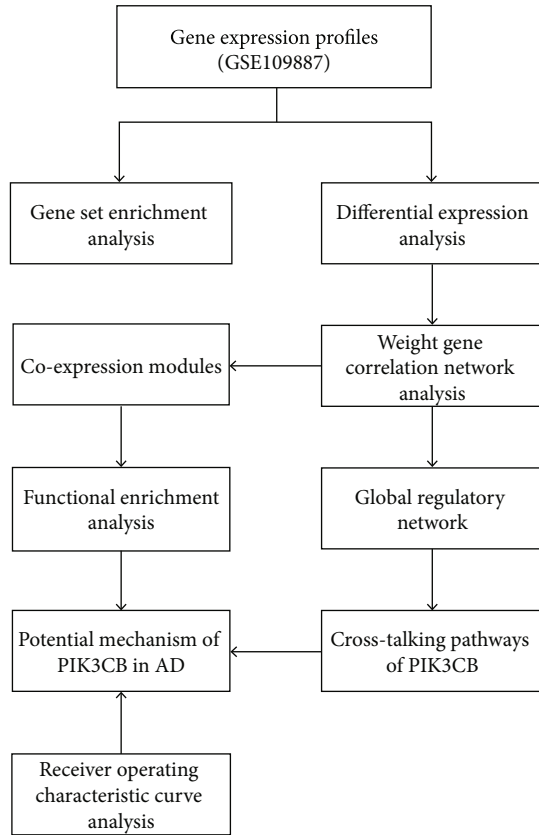 Gene expression profiles
(GSE109887)
Gene set enrichment
analysis
Differential expression
analysis
Co-expression modules
Weight gene
correlation network
analysis
Functional enrichment
analysis
Global regulatory
network
Potential mechanism of
PIK3CB in AD
Cross-talking pathways
of PIK3CB
Receiver operating
characteristic curve
analysis